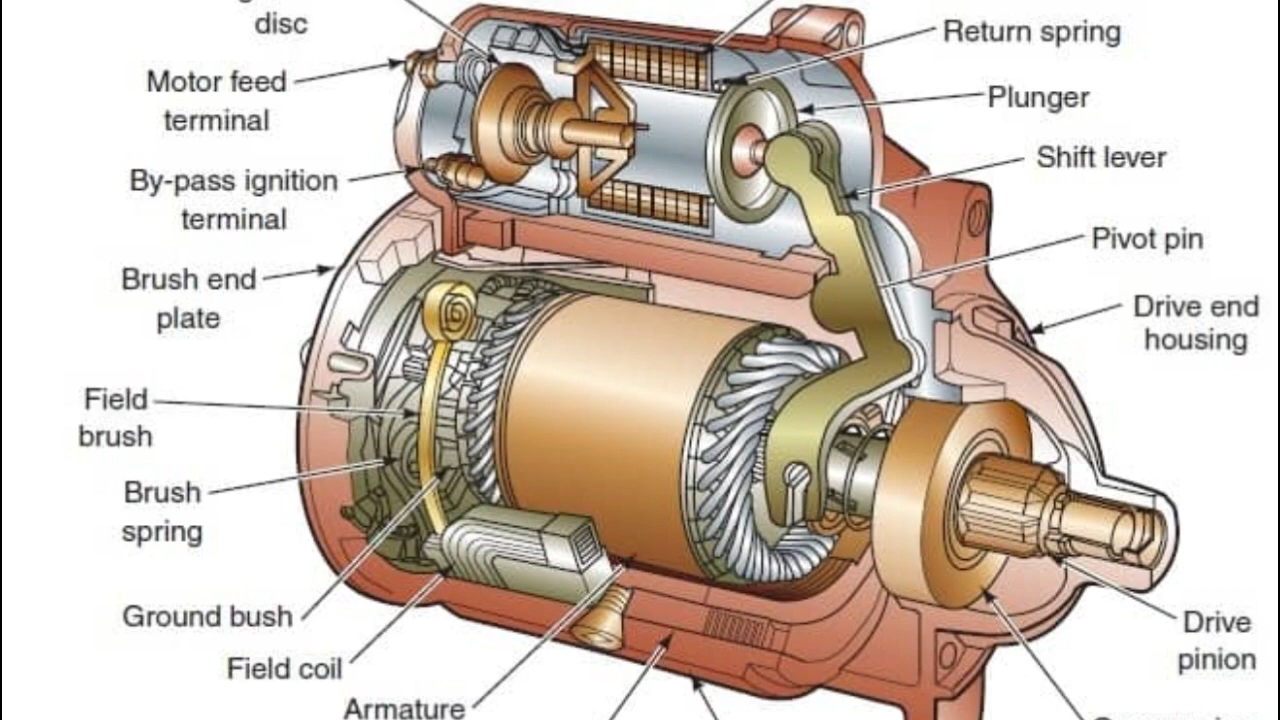 disc
Return spring
Motor feed
terminal
Plunger
Shift lever
By-pass ignition
terminal
Pivot pin
Brush end
plate
Drive end
housing
Field
brush
Brush
spring
Ground bush
Drive
pinion
Field coil
Armature